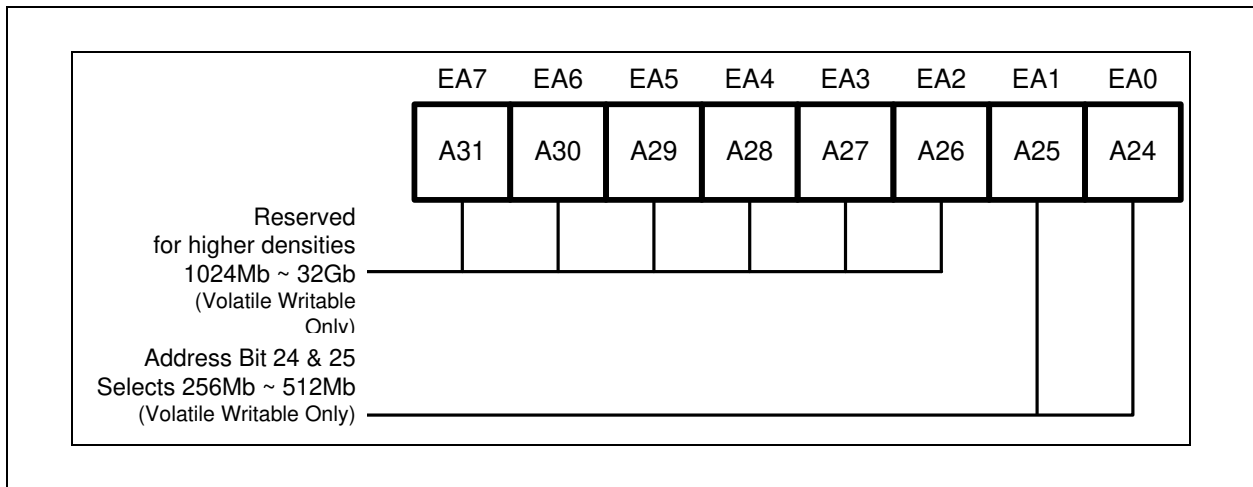 EA7 EA6 EA5 EA4 EA3 EA2 EA1 EA0
A31 A30 A29 A28 A27 A26 A25 A24
Reserved
for higher densities
1024Mb ~ 32Gb
(Volatile Writable
Only)
Address Bit 24 & 25
Selects 256Mb ~ 512Mb
(Volatile Writable Only)